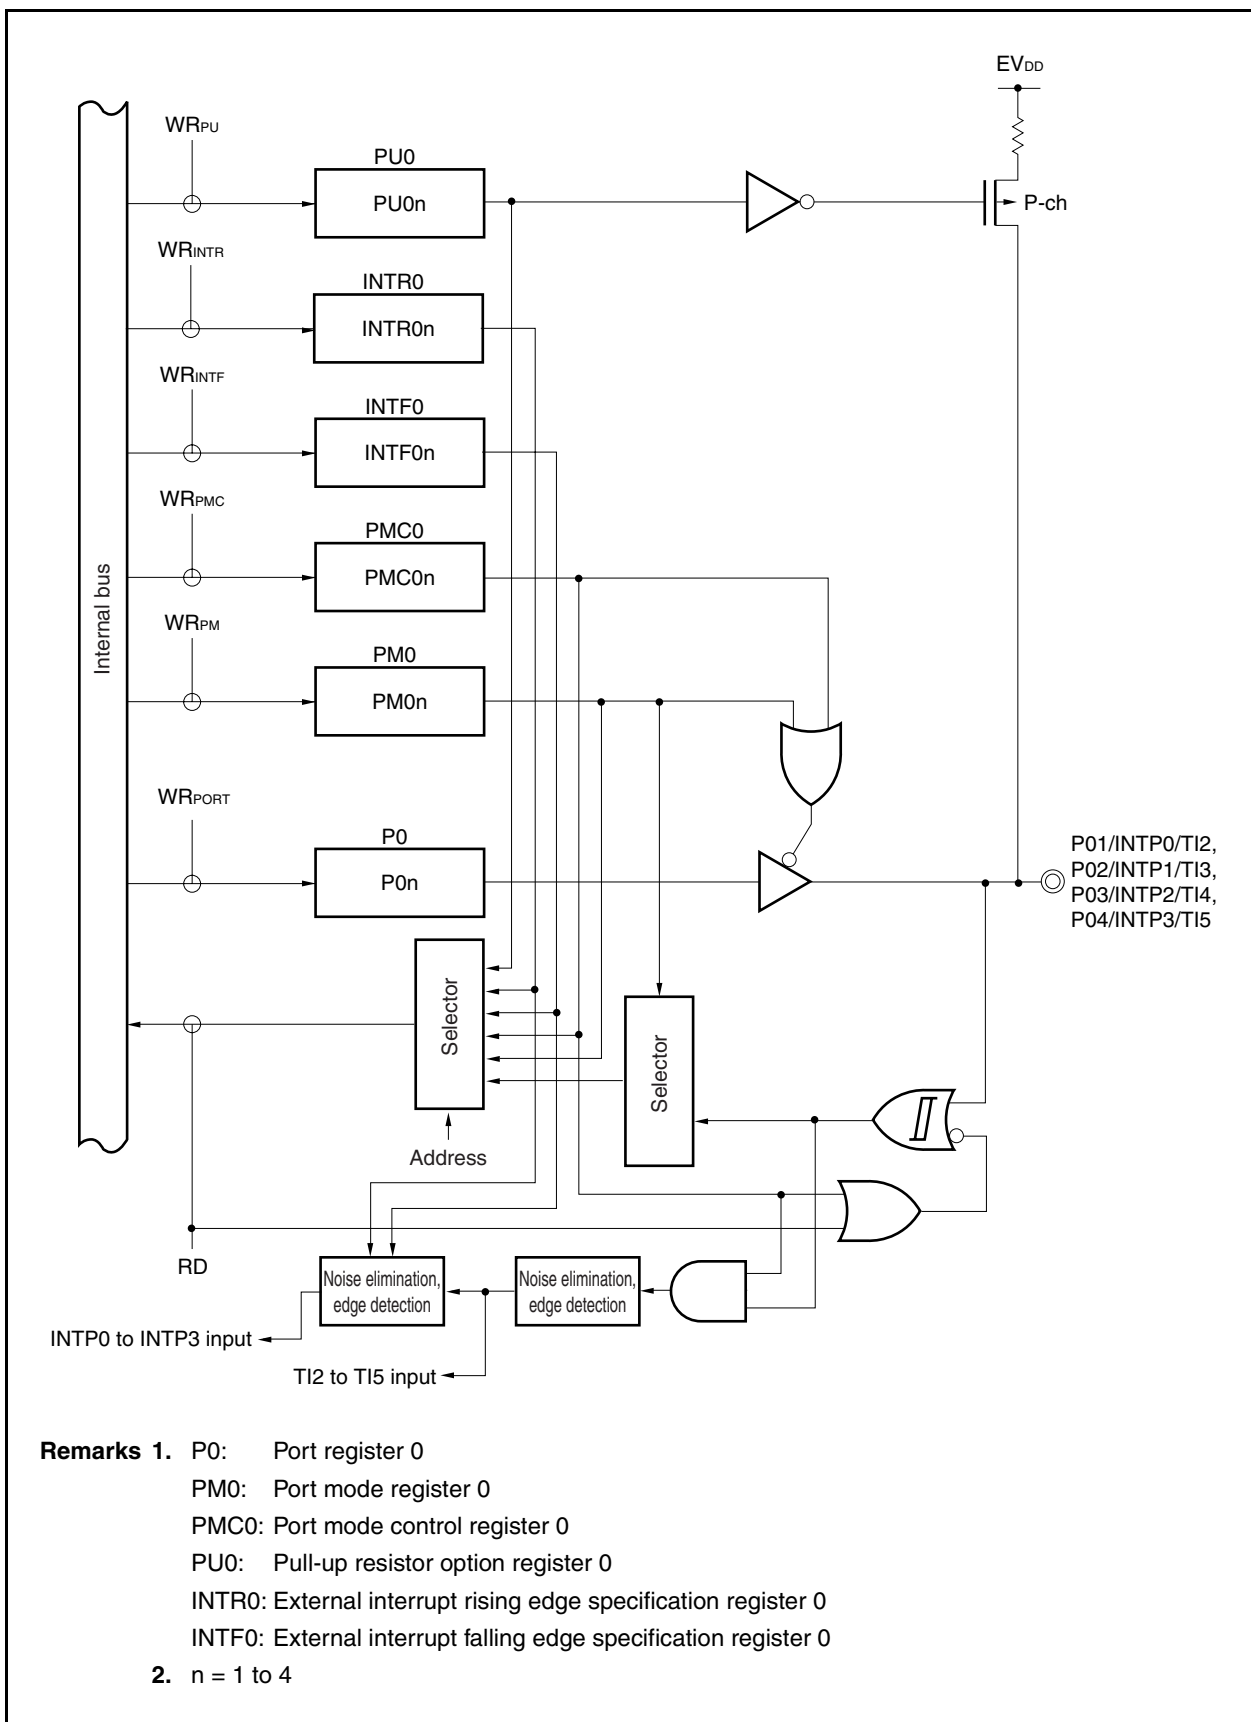 EVDD
WRPU
PU0
PU0n
P-ch
WRINTR
INTR0
INTR0n
WRINTF
INTF0
INTF0n
WRPMC
PMC0
PMC0n
Internal bus
WRPM
PM0
PM0n
WRPORT
P0
P0n
P01/INTP0/TI2,
P02/INTP1/TI3,
P03/INTP2/TI4,
P04/INTP3/TI5
Selector
Selector
Address
RD
Noise elimination,
edge detection
Noise elimination,
edge detection
INTP0 to INTP3 input
TI2 to TI5 input
Remarks 1. P0: Port register 0
PM0: Port mode register 0
PMC0: Port mode control register 0
PU0: Pull-up resistor option register 0
INTR0: External interrupt rising edge specification register 0
INTF0: External interrupt falling edge specification register 0
2. n = 1 to 4